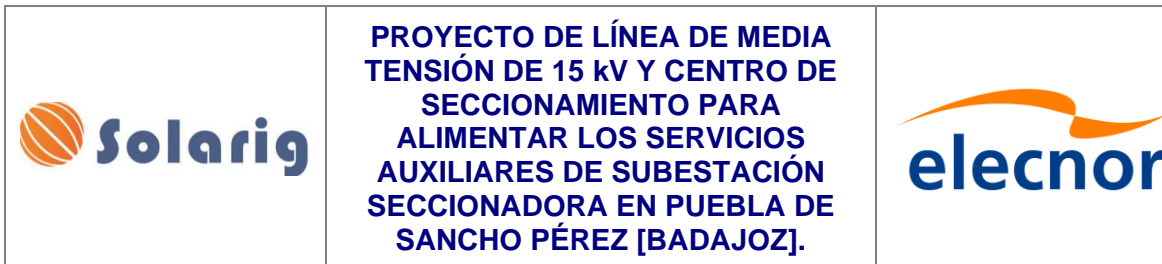 Solarig
PROYECTO DE LÍNEA DE MEDIA
TENSIÓN DE 15 kV Y CENTRO DE
SECCIONAMIENTO PARA
ALIMENTAR LOS SERVICIOS
AUXILIARES DE SUBESTACIÓN
SECCIONADORA EN PUEBLA DE
SANCHO PÉREZ [BADAJOZ].
elecnor